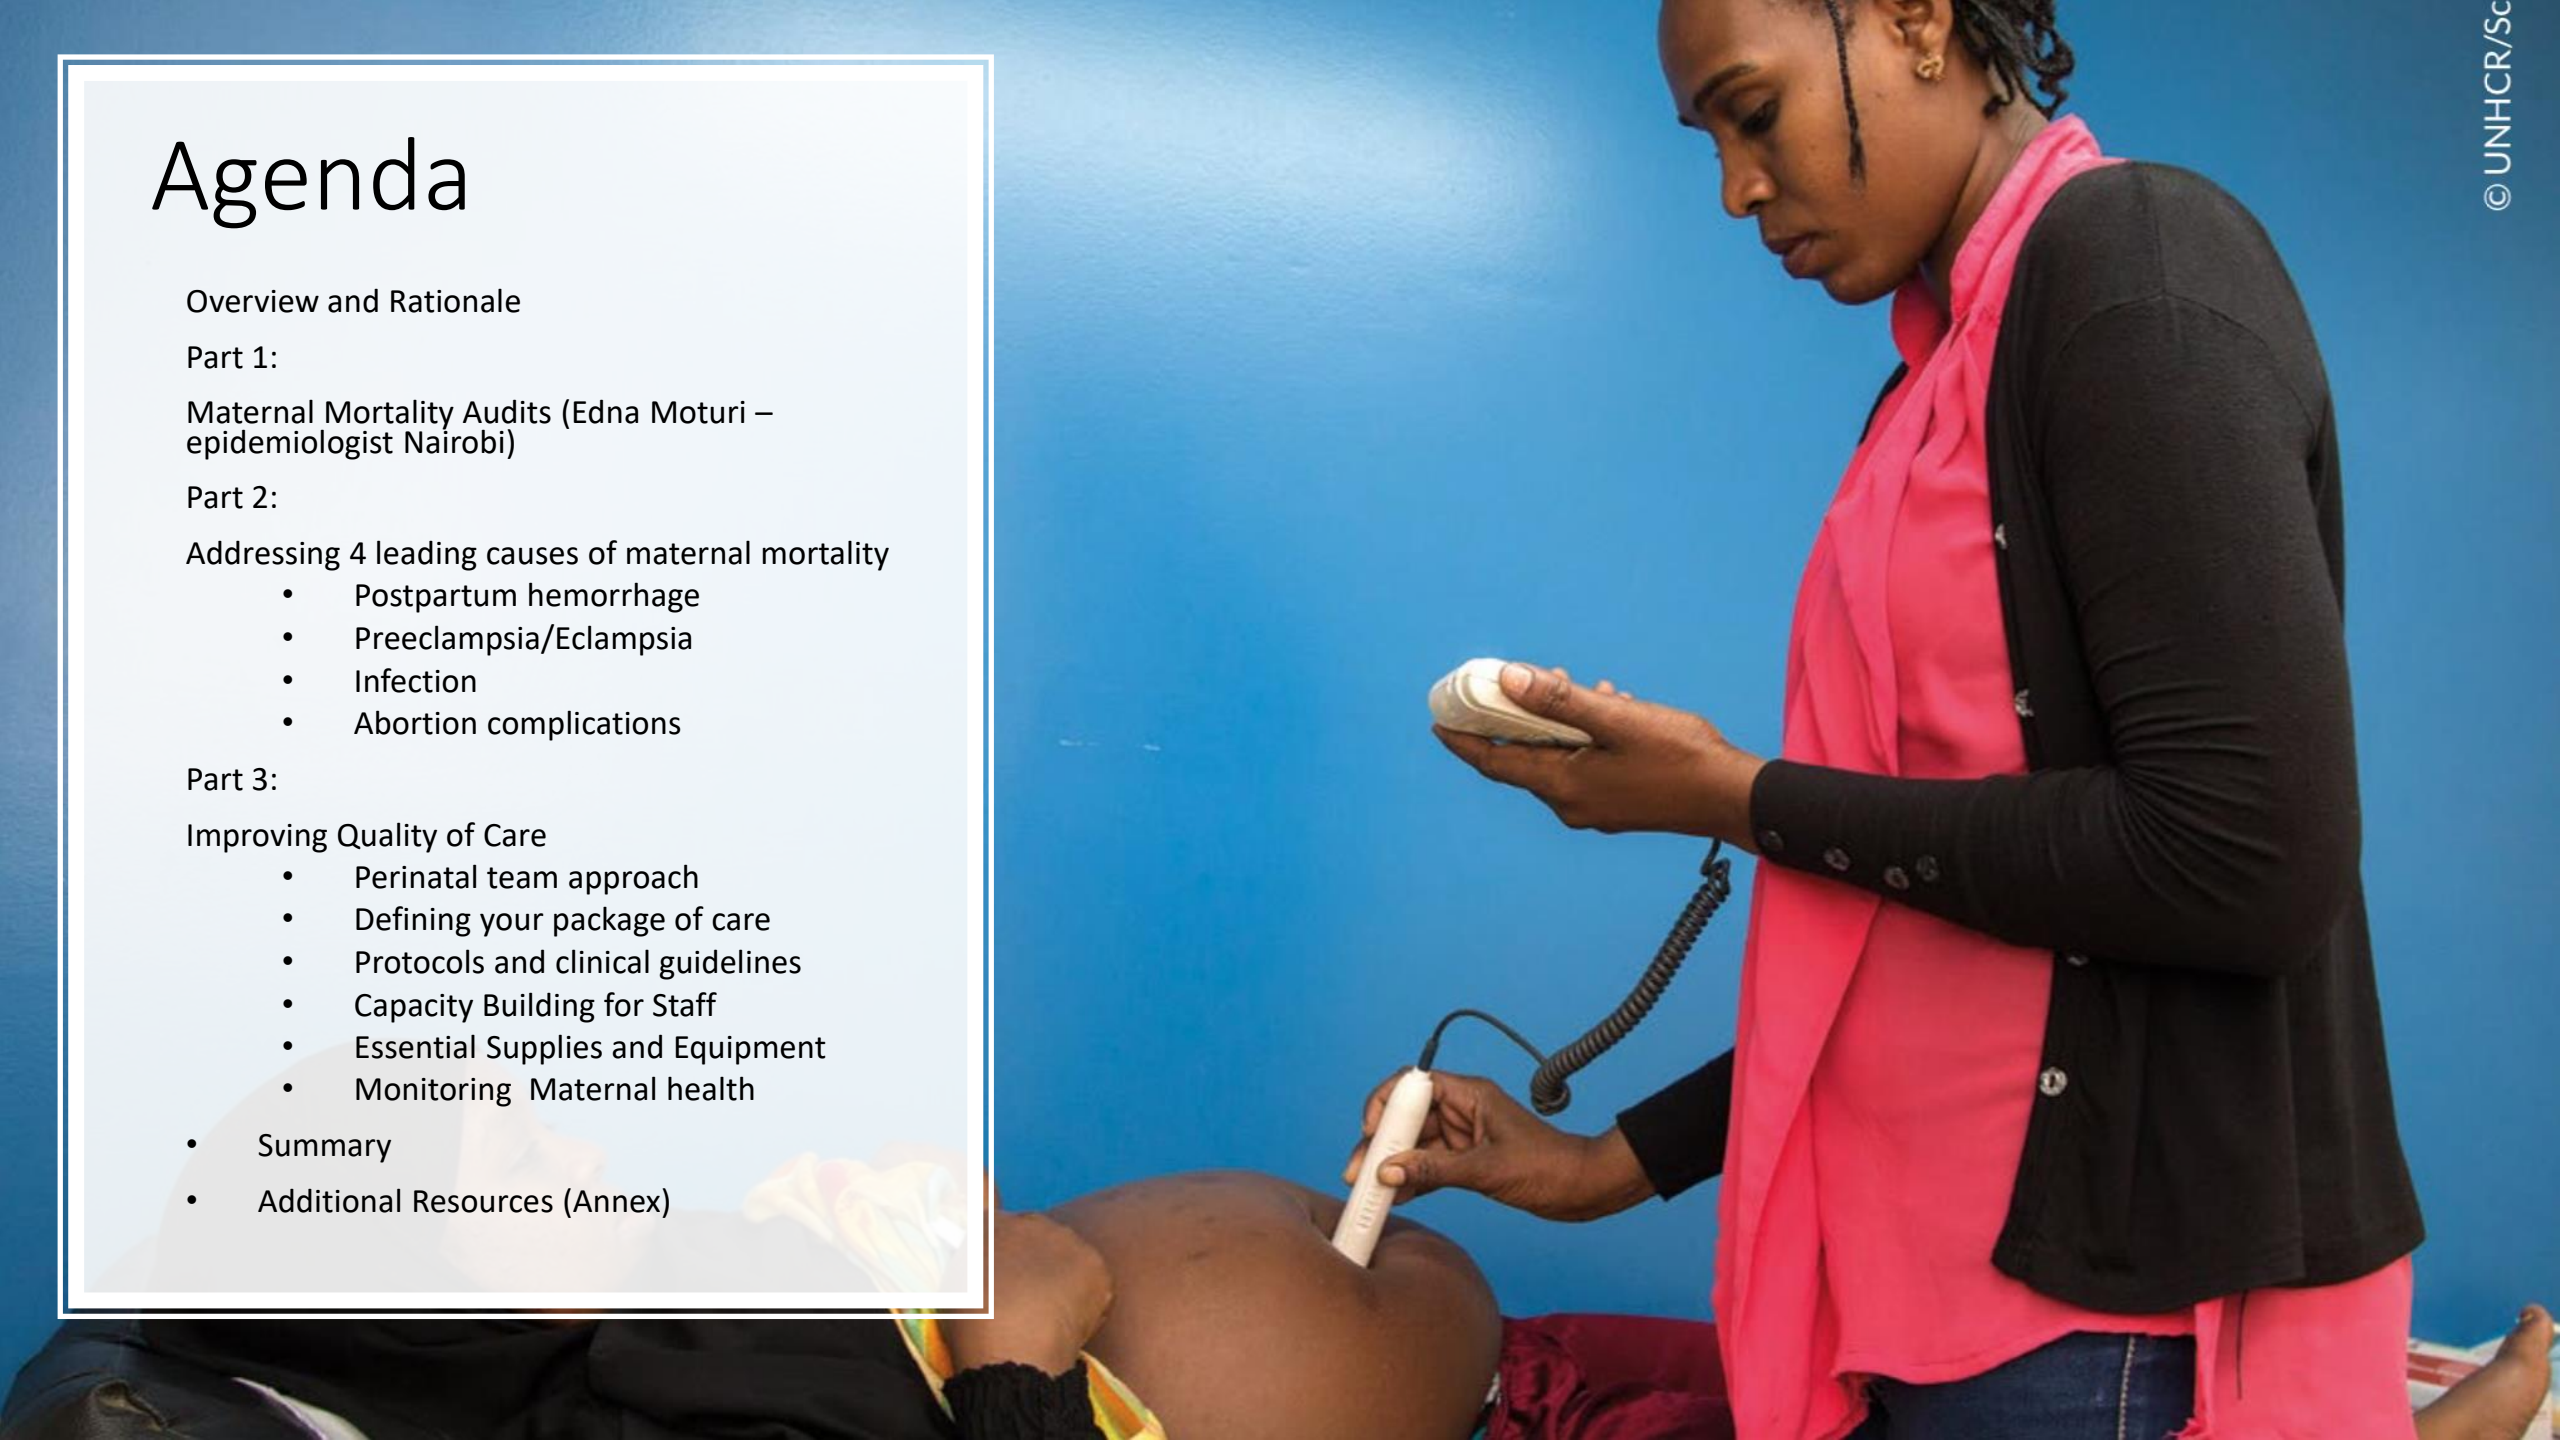 Agenda
Overview and Rationale
Part 1:
Maternal Mortality Audits (Edna Moturi –
epidemiologist Nairobi)
Part 2:
Addressing 4 leading causes of maternal mortality
• Postpartum hemorrhage
• Preeclampsia/Eclampsia
• Infection
• Abortion complications
Part 3:
Improving Quality of Care
• Perinatal team approach
• Defining your package of care
• Protocols and clinical guidelines
• Capacity Building for Staff
• Essential Supplies and Equipment
• Monitoring  Maternal health
• Summary
• Additional Resources (Annex)
© UNHCR/